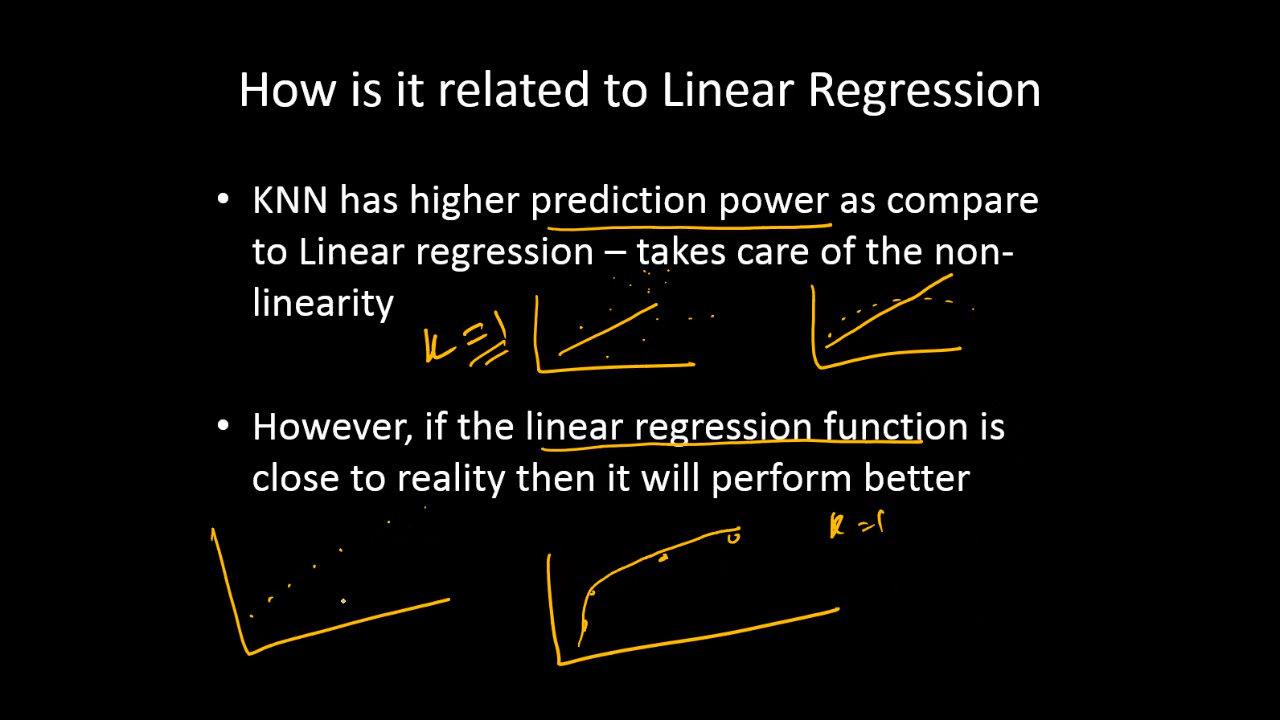 How is it related to Linear Regression
• KNN has higher prediction power as compare
to Linear regression – takes care of the non-
linearity
K = 1
• However, if the linear regression function is
close to reality then it will perform better
K = 1